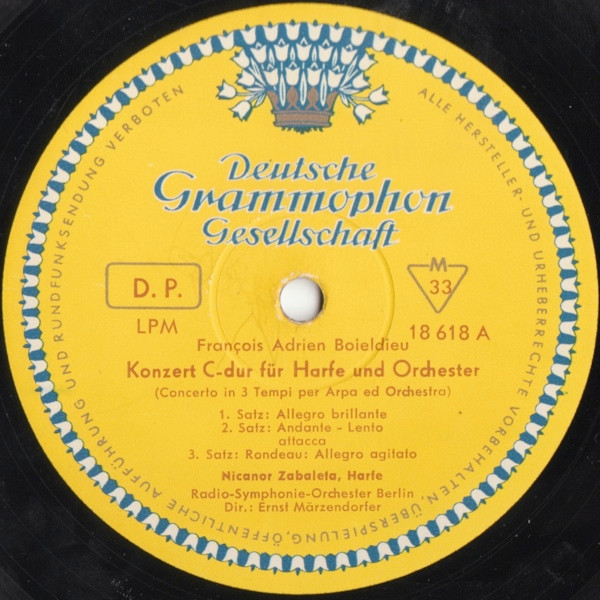 ALLE HERSTELLER- UND URHEBERRECHTE VORBEHALTEN, ÜBERSPIELUNG, ÖFFENTLICHE AUFFÜHRUNG UND RUNDFUNKSENDUNG VERBOTEN
Deutsche
Grammophon
Gesellschaft
D. P.
M
33
LPM
18 618 A
François Adrien Boieldieu
Konzert C-dur für Harfe und Orchester
(Concerto in 3 Tempi per Arpa ed Orchestra)
1. Satz: Allegro brillante
2. Satz: Andante - Lento
attacca
3. Satz: Rondeau: Allegro agitato
Nicanor Zabaleta, Harfe
Radio-Symphonie-Orchester Berlin
Dir.: Ernst Märzendorfer